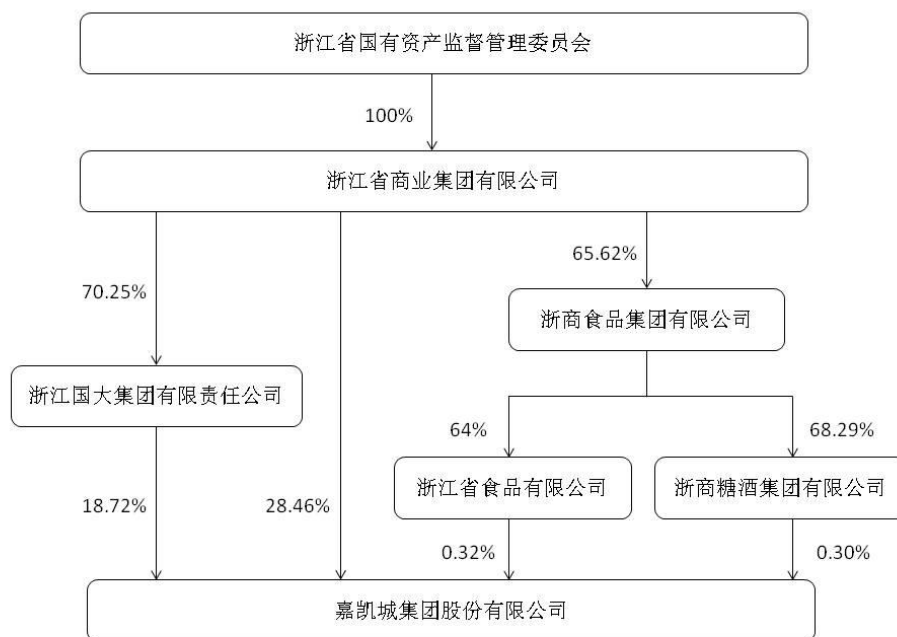 浙江省国有资产监督管理委员会
100%
浙江省商业集团有限公司
65.62%
70.25%
浙商食品集团有限公司
浙江国大集团有限责任公司
64%
68.29%
浙江省食品有限公司
浙商糖酒集团有限公司
18.72%
28.46%
0.32%
0.30%
嘉凯城集团股份有限公司